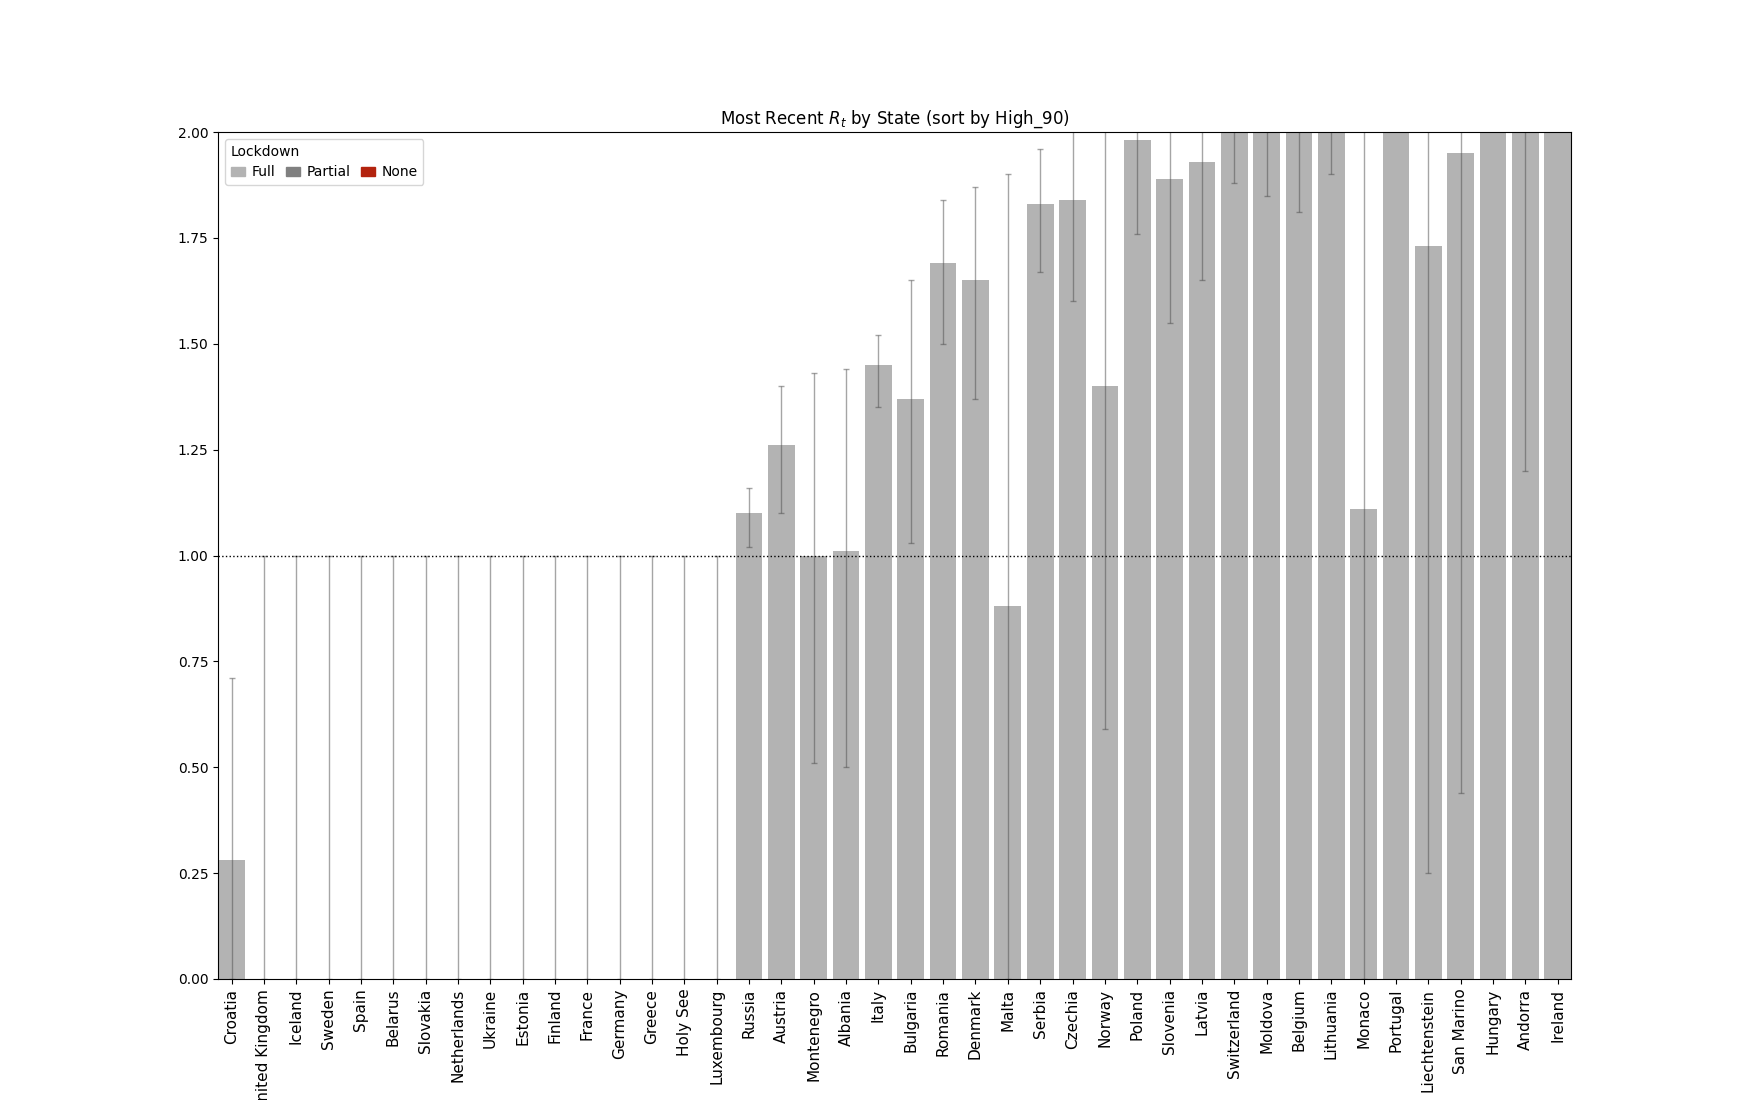 Most Recent R_t by State (sort by High_90)
Lockdown
Full Partial None
2.00
1.75
1.50
1.25
1.00
0.75
0.50
0.25
0.00
Croatia
nited Kingdom
Iceland
Sweden
Spain
Belarus
Slovakia
Netherlands
Ukraine
Estonia
Finland
France
Germany
Greece
Holy See
Luxembourg
Russia
Austria
Montenegro
Albania
Italy
Bulgaria
Romania
Denmark
Malta
Serbia
Czechia
Norway
Poland
Slovenia
Latvia
Switzerland
Moldova
Belgium
Lithuania
Monaco
Portugal
Liechtenstein
San Marino
Hungary
Andorra
Ireland